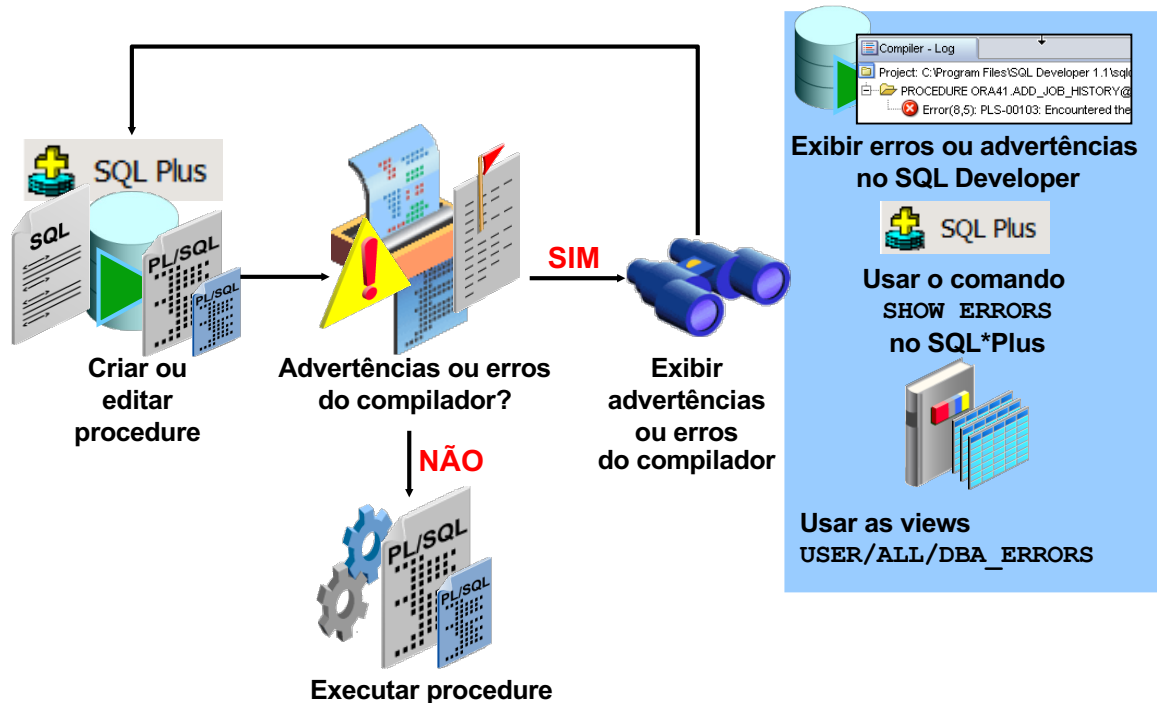 SQL Plus
SQL
PL/SQL
PL/SQL
Criar ou
editar
procedure
Advertências ou erros
do compilador?
SIM
Exibir
advertências
ou erros
do compilador
NÃO
PL/SQL
PL/SQL
Executar procedure
Compiler - Log
Project: C:\Program Files\SQL Developer 1.1\sqld
PROCEDURE ORA41.ADD_JOB_HISTORY@
Error(8,5): PLS-00103: Encountered the
Exibir erros ou advertências
no SQL Developer
SQL Plus
Usar o comando
SHOW ERRORS
no SQL*Plus
Usar as views
USER/ALL/DBA_ERRORS